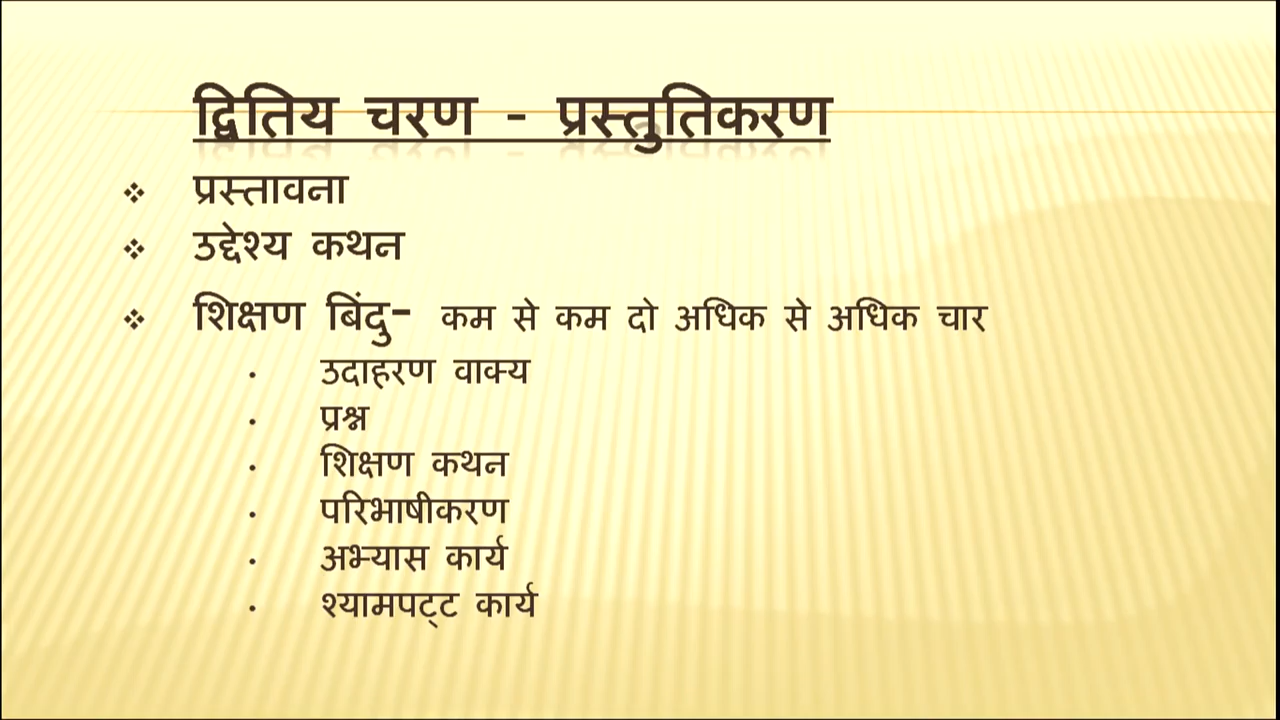 द्वितिय चरण - प्रस्तुतिकरण
❖ प्रस्तावना
❖ उद्देश्य कथन
❖ शिक्षण बिंदु- कम से कम दो अधिक से अधिक चार
• उदाहरण वाक्य
• प्रश्न
• शिक्षण कथन
• परिभाषीकरण
• अभ्यास कार्य
• श्यामपट्ट कार्य